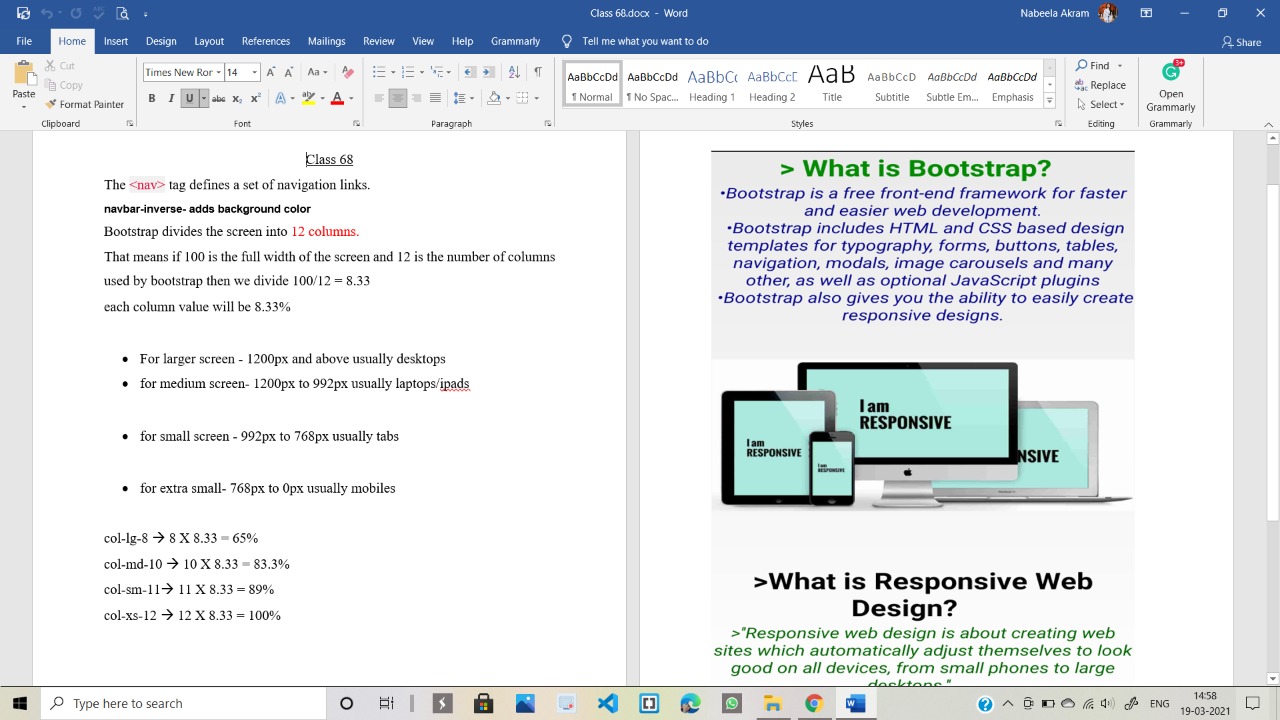 Class 68.docx - Word
Nabeela Akram
File Home Insert Design Layout References Mailings Review View Help Grammarly Tell me what you want to do Share
Paste
Cut
Copy
Format Painter
Clipboard
Times New Ror 14
Font
Paragraph
AaBbCcDd AaBbCcDd AaBbCc AaBbCcE AaB AaBbCcD AaBbCcDd AaBbCcDd
¶ Normal ¶ No Spac... Heading 1 Heading 2 Title Subtitle Subtle Em... Emphasis
Styles
Find
Replace
Select
Editing
Open
Grammarly
Grammarly
Class 68
The <nav> tag defines a set of navigation links.
navbar-inverse- adds background color
Bootstrap divides the screen into 12 columns.
That means if 100 is the full width of the screen and 12 is the number of columns
used by bootstrap then we divide 100/12 = 8.33
each column value will be 8.33%
• For larger screen - 1200px and above usually desktops
• for medium screen- 1200px to 992px usually laptops/ipads
• for small screen - 992px to 768px usually tabs
• for extra small- 768px to 0px usually mobiles
col-lg-8 → 8 X 8.33 = 65%
col-md-10 → 10 X 8.33 = 83.3%
col-sm-11→ 11 X 8.33 = 89%
col-xs-12 → 12 X 8.33 = 100%
> What is Bootstrap?
•Bootstrap is a free front-end framework for faster
and easier web development.
•Bootstrap includes HTML and CSS based design
templates for typography, forms, buttons, tables,
navigation, modals, image carousels and many
other, as well as optional JavaScript plugins
•Bootstrap also gives you the ability to easily create
responsive designs.
I am
RESPONSIVE
I am
RESPONSIVE
I am
RESPONSIVE
NSIVE
>What is Responsive Web
Design?
>"Responsive web design is about creating web
sites which automatically adjust themselves to look
good on all devices, from small phones to large
desktops."
Type here to search
ENG
14:58
19-03-2021